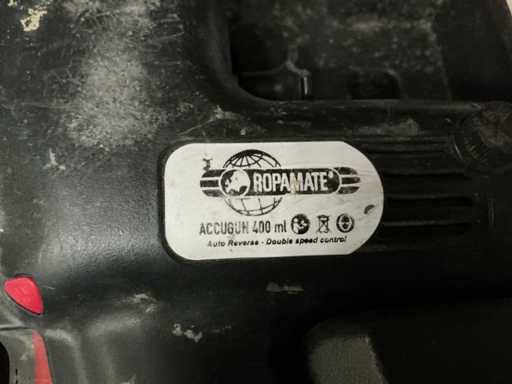 ROPAMATE®
ACCUGUN 400 ml
Auto Reverse - Double speed control